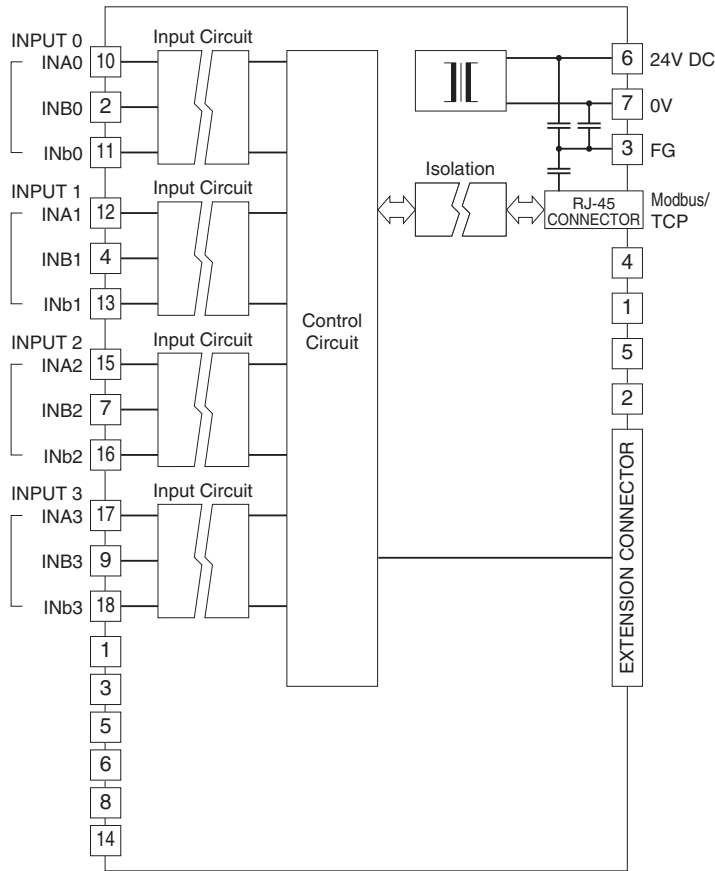 INPUT 0
INA0 10
INB0 2
INb0 11
Input Circuit
INPUT 1
INA1 12
INB1 4
INb1 13
Input Circuit
INPUT 2
INA2 15
INB2 7
INb2 16
Input Circuit
INPUT 3
INA3 17
INB3 9
INb3 18
Input Circuit
1
3
5
6
8
14
Control
Circuit
Isolation
6 24V DC
7 0V
3 FG
RJ-45
CONNECTOR
Modbus/
TCP
4
1
5
2
EXTENSION CONNECTOR